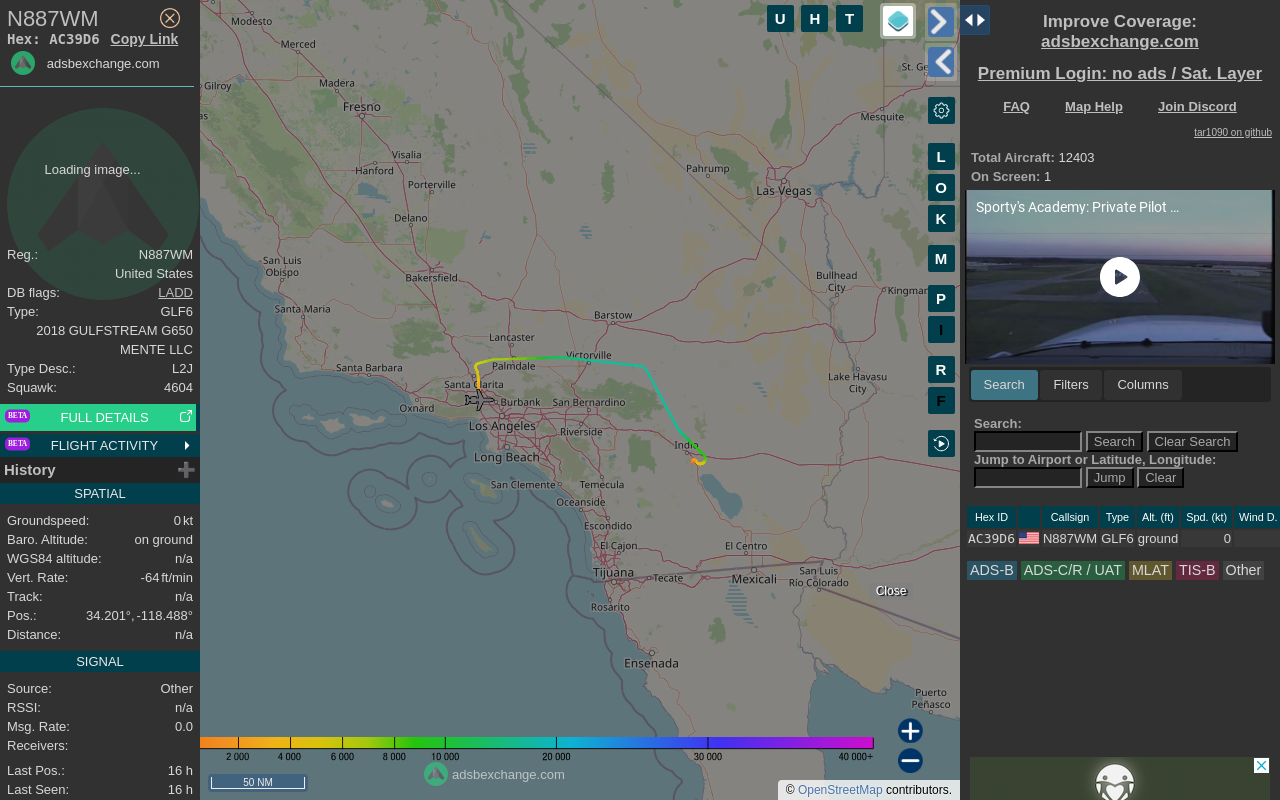 N887WM
Hex: AC39D6 Copy Link
adsbexchange.com
Loading image...
Reg.: N887WM
United States
DB flags: LADD
Type: GLF6
2018 GULFSTREAM G650
MENTE LLC
Type Desc.: L2J
Squawk: 4604
BETA FULL DETAILS
BETA FLIGHT ACTIVITY
History
SPATIAL
Groundspeed: 0 kt
Baro. Altitude: on ground
WGS84 altitude: n/a
Vert. Rate: -64 ft/min
Track: n/a
Pos.: 34.201°, -118.488°
Distance: n/a
SIGNAL
Source: Other
RSSI: n/a
Msg. Rate: 0.0
Receivers:
Last Pos.: 16 h
Last Seen: 16 h
U H T
Modesto
Merced
St. Ge
Gilroy
Madera
as
Fresno
Mesquite
Visalia
Hanford
Pahrump
Porterville
Las Vegas
Delano
San Luis
Obispo
Bakersfield
Bullhead
City
Kingman
Santa Maria
Barstow
Lancaster
Victorville
Palmdale
Santa Barbara
Santa Clarita
Lake Havasu
City
Oxnard
Burbank
San Bernardino
Los Angeles
Riverside
Indio
Long Beach
San Clemente
Temecula
Oceanside
Escondido
El Cajon
El Centro
Tijuana
Tecate
Mexicali
San Luis
Río Colorado
Close
Rosarito
Ensenada
Puerto
Peñasco
L
O
K
M
P
I
R
F
2 000 4 000 6 000 8 000 10 000 20 000 30 000 40 000+
adsbexchange.com
50 NM
© OpenStreetMap contributors.
Improve Coverage:
adsbexchange.com
Premium Login: no ads / Sat. Layer
FAQ Map Help Join Discord
tar1090 on github
Total Aircraft: 12403
On Screen: 1
Sporty's Academy: Private Pilot ...
Search Filters Columns
Search:
Search Clear Search
Jump to Airport or Latitude, Longitude:
Jump Clear
Hex ID Callsign Type Alt. (ft) Spd. (kt) Wind D.
AC39D6 N887WM GLF6 ground 0
ADS-B ADS-C/R / UAT MLAT TIS-B Other